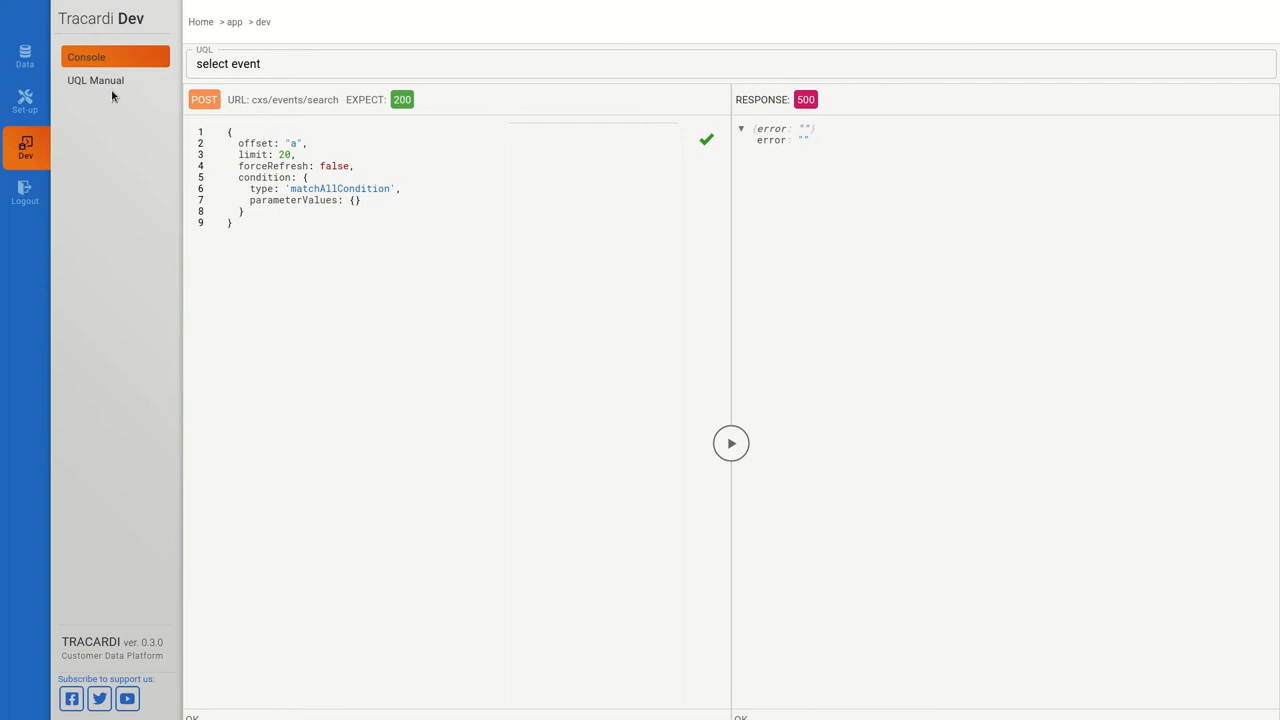 Tracardi Dev
Data
Set-up
Dev
Logout
Console
UQL Manual
TRACARDI ver. 0.3.0
Customer Data Platform
Subscribe to support us:
Home > app > dev
UQL
select event
POST URL: cxs/events/search EXPECT: 200
1 {
2 offset: "a",
3 limit: 20,
4 forceRefresh: false,
5 condition: {
6 type: 'matchAllCondition',
7 parameterValues: {}
8 }
9 }
OK
RESPONSE: 500
▼ {error: ""}
error: ""
OK